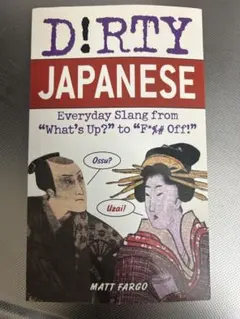 D!RTY
JAPANESE
Everyday Slang from
“What's Up?” to “F*%# Off!”
Ossu?
Uzai!
MATT FARGO